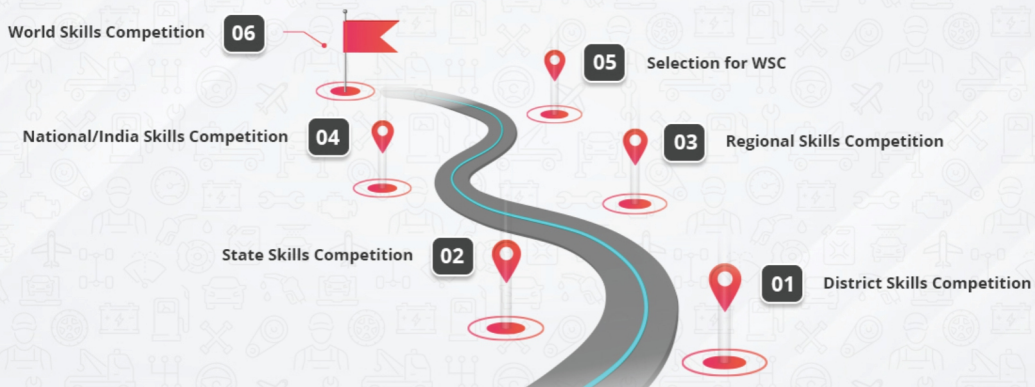 World Skills Competition 06
05 Selection for WSC
National/India Skills Competition 04
03 Regional Skills Competition
State Skills Competition 02
01 District Skills Competition